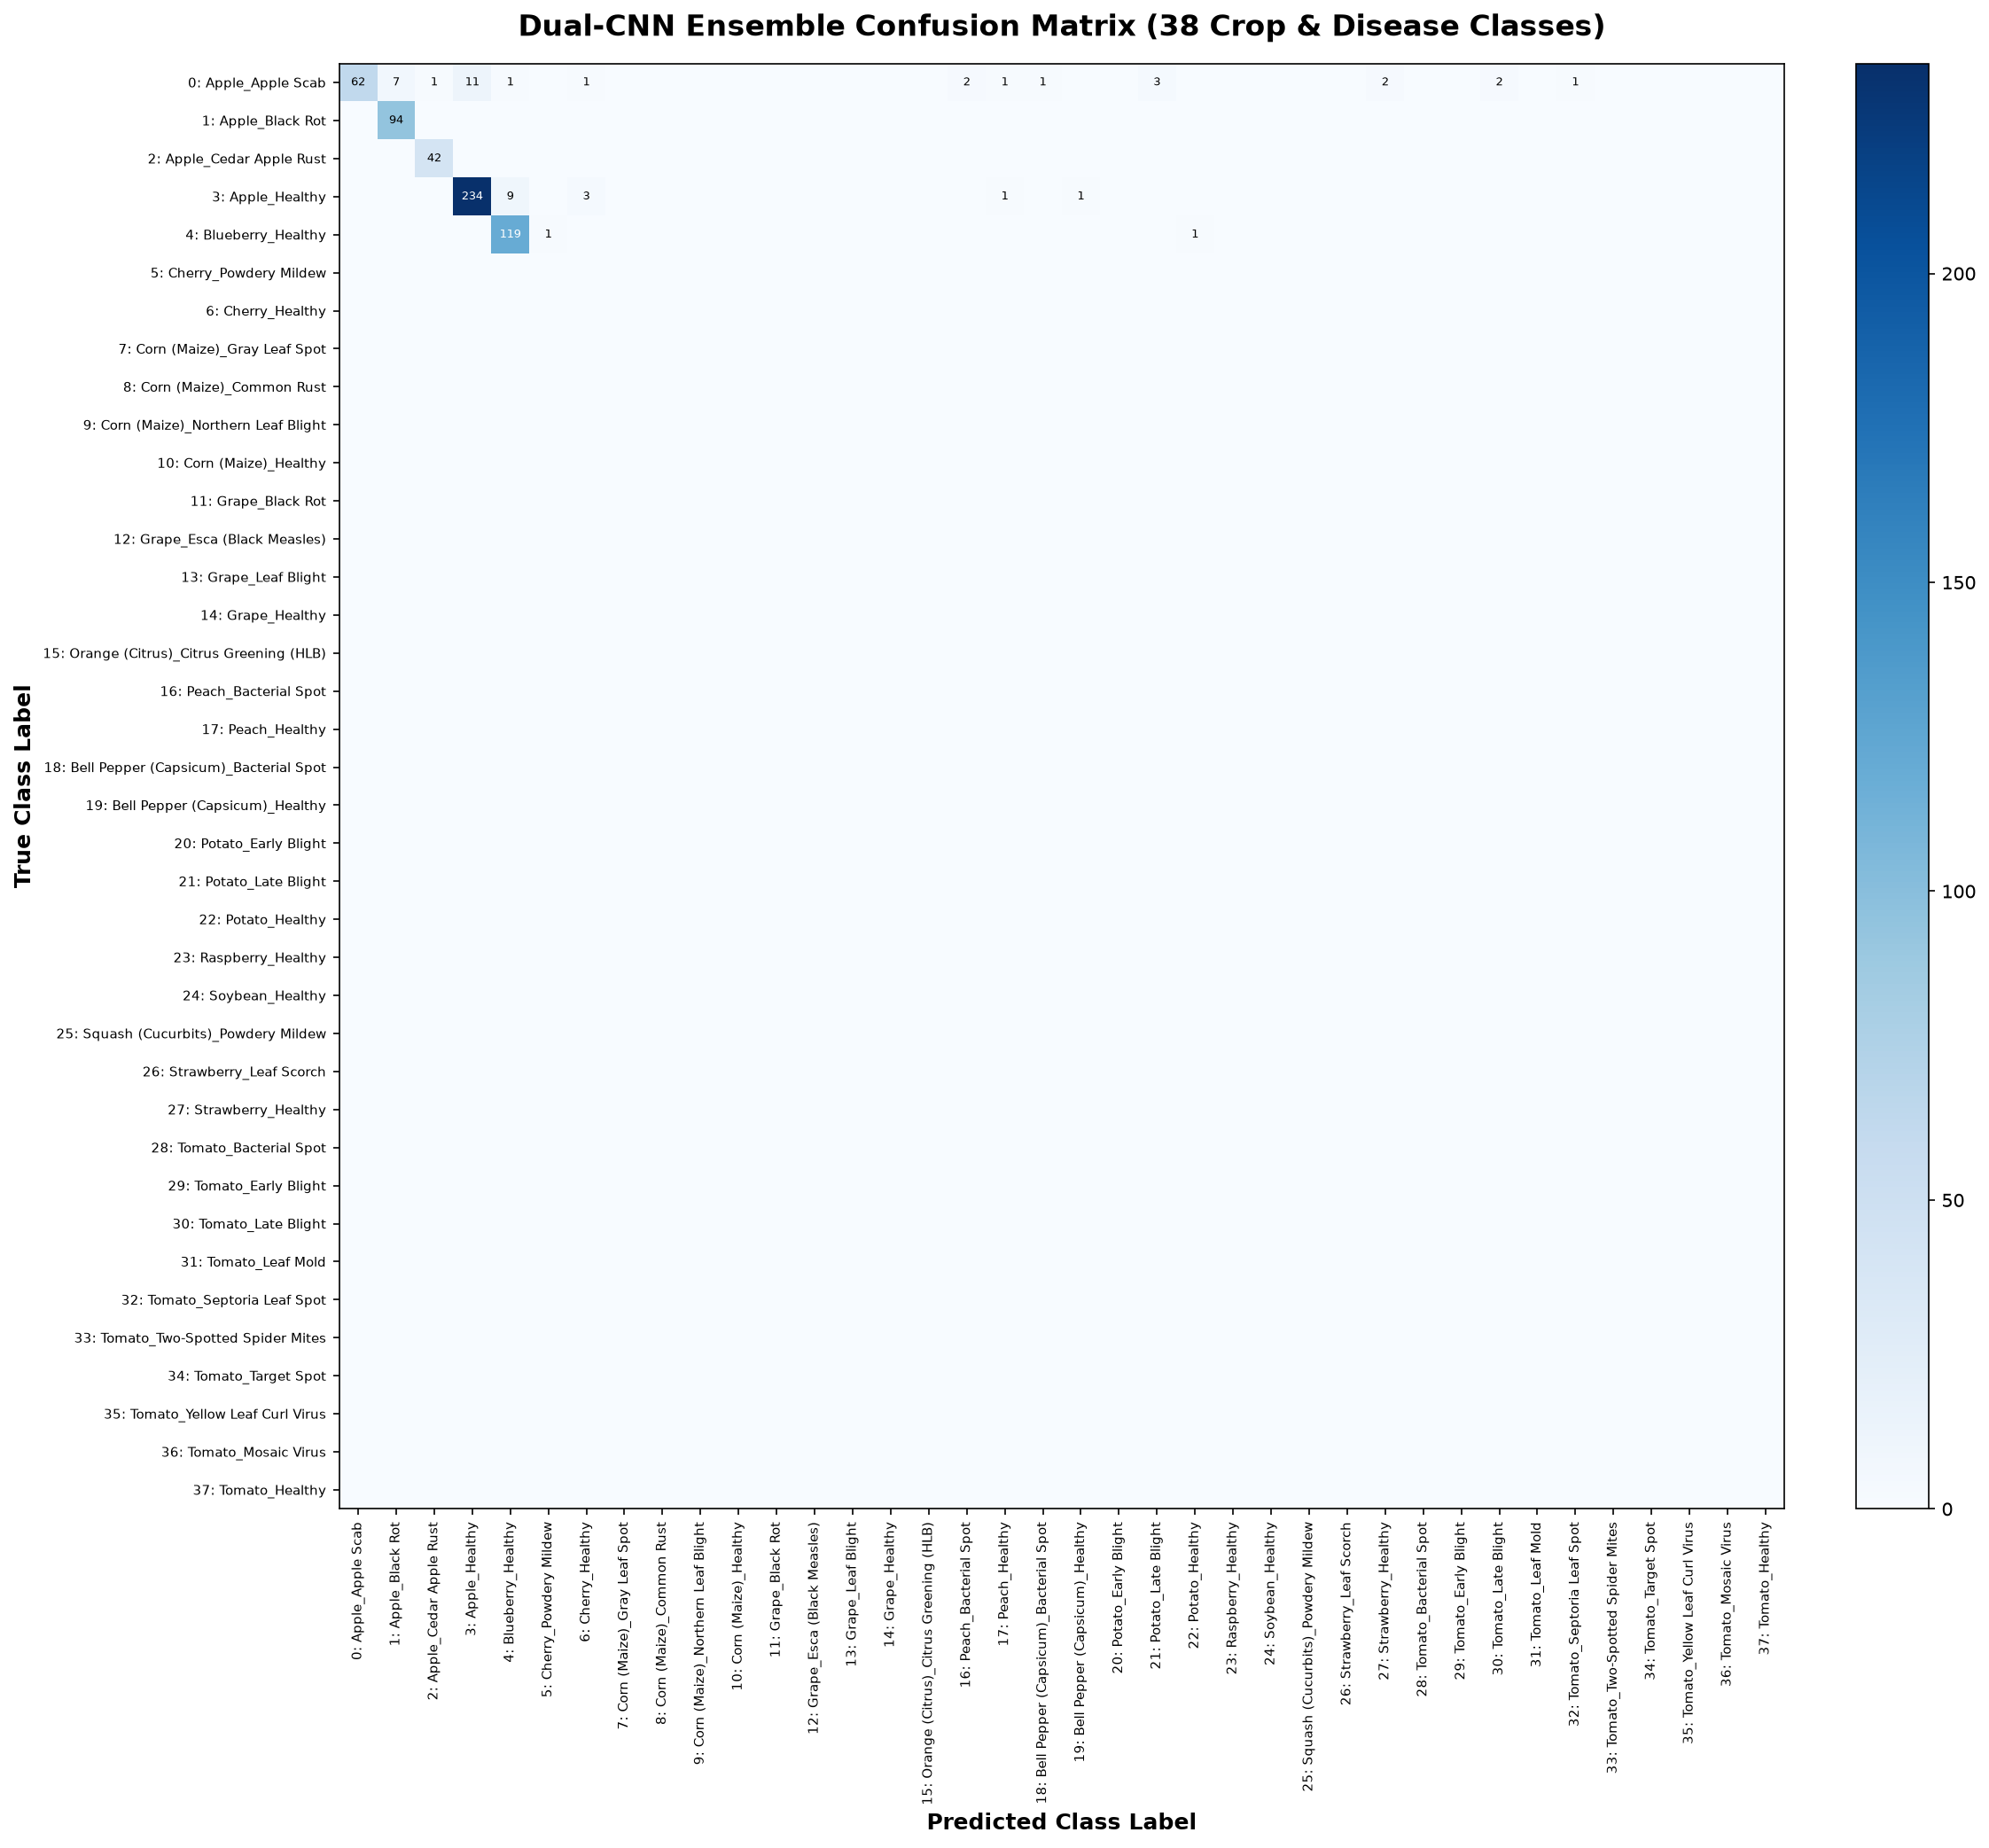 Dual-CNN Ensemble Confusion Matrix (38 Crop & Disease Classes)
0: Apple_Apple Scab 62 7 1 11 1 1 2 1 1 3 2 2 1
1: Apple_Black Rot 94
2: Apple_Cedar Apple Rust 42
3: Apple_Healthy 234 9 3 1 1
4: Blueberry_Healthy 119 1 1
5: Cherry_Powdery Mildew
6: Cherry_Healthy
7: Corn (Maize)_Gray Leaf Spot
8: Corn (Maize)_Common Rust
9: Corn (Maize)_Northern Leaf Blight
10: Corn (Maize)_Healthy
11: Grape_Black Rot
12: Grape_Esca (Black Measles)
13: Grape_Leaf Blight
14: Grape_Healthy
15: Orange (Citrus)_Citrus Greening (HLB)
16: Peach_Bacterial Spot
17: Peach_Healthy
18: Bell Pepper (Capsicum)_Bacterial Spot
19: Bell Pepper (Capsicum)_Healthy
20: Potato_Early Blight
21: Potato_Late Blight
22: Potato_Healthy
23: Raspberry_Healthy
24: Soybean_Healthy
25: Squash (Cucurbits)_Powdery Mildew
26: Strawberry_Leaf Scorch
27: Strawberry_Healthy
28: Tomato_Bacterial Spot
29: Tomato_Early Blight
30: Tomato_Late Blight
31: Tomato_Leaf Mold
32: Tomato_Septoria Leaf Spot
33: Tomato_Two-Spotted Spider Mites
34: Tomato_Target Spot
35: Tomato_Yellow Leaf Curl Virus
36: Tomato_Mosaic Virus
37: Tomato_Healthy
True Class Label
0: Apple_Apple Scab
1: Apple_Black Rot
2: Apple_Cedar Apple Rust
3: Apple_Healthy
4: Blueberry_Healthy
5: Cherry_Powdery Mildew
6: Cherry_Healthy
7: Corn (Maize)_Gray Leaf Spot
8: Corn (Maize)_Common Rust
9: Corn (Maize)_Northern Leaf Blight
10: Corn (Maize)_Healthy
11: Grape_Black Rot
12: Grape_Esca (Black Measles)
13: Grape_Leaf Blight
14: Grape_Healthy
15: Orange (Citrus)_Citrus Greening (HLB)
16: Peach_Bacterial Spot
17: Peach_Healthy
18: Bell Pepper (Capsicum)_Bacterial Spot
19: Bell Pepper (Capsicum)_Healthy
20: Potato_Early Blight
21: Potato_Late Blight
22: Potato_Healthy
23: Raspberry_Healthy
24: Soybean_Healthy
25: Squash (Cucurbits)_Powdery Mildew
26: Strawberry_Leaf Scorch
27: Strawberry_Healthy
28: Tomato_Bacterial Spot
29: Tomato_Early Blight
30: Tomato_Late Blight
31: Tomato_Leaf Mold
32: Tomato_Septoria Leaf Spot
33: Tomato_Two-Spotted Spider Mites
34: Tomato_Target Spot
35: Tomato_Yellow Leaf Curl Virus
36: Tomato_Mosaic Virus
37: Tomato_Healthy
Predicted Class Label
200
150
100
50
0